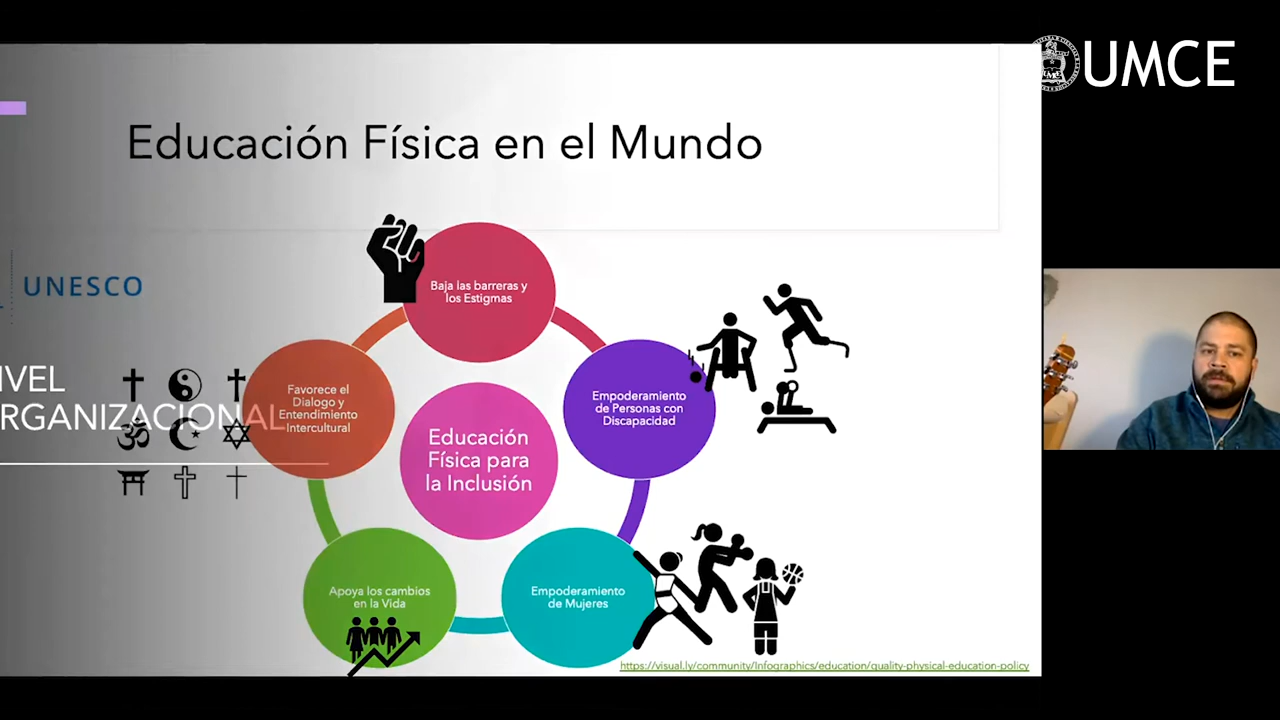 UMCE
Educación Física en el Mundo
UNESCO
IVEL
RGANIZACIONAL
Baja las barreras y
los Estigmas
Favorece el
Dialogo y
Entendimiento
Intercultural
Empoderamiento
de Personas con
Discapacidad
Educación
Física para
la Inclusión
Apoya los cambios
en la Vida
Empoderamiento
de Mujeres
https://visual.ly/community/Infographics/education/quality-physical-education-policy